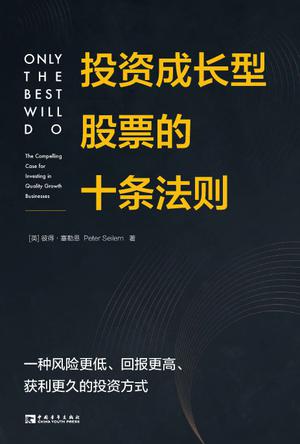 ONLY
THE
BEST
WILL
DO
The Compelling
Case for
Investing in
Quality Growth
Businesses
投资成长型
股票的
十条法则
[英] 彼得·塞勒恩 Peter Seilern 著
一种风险更低、回报更高、
获利更久的投资方式
中国青年出版社
CHINA YOUTH PRESS